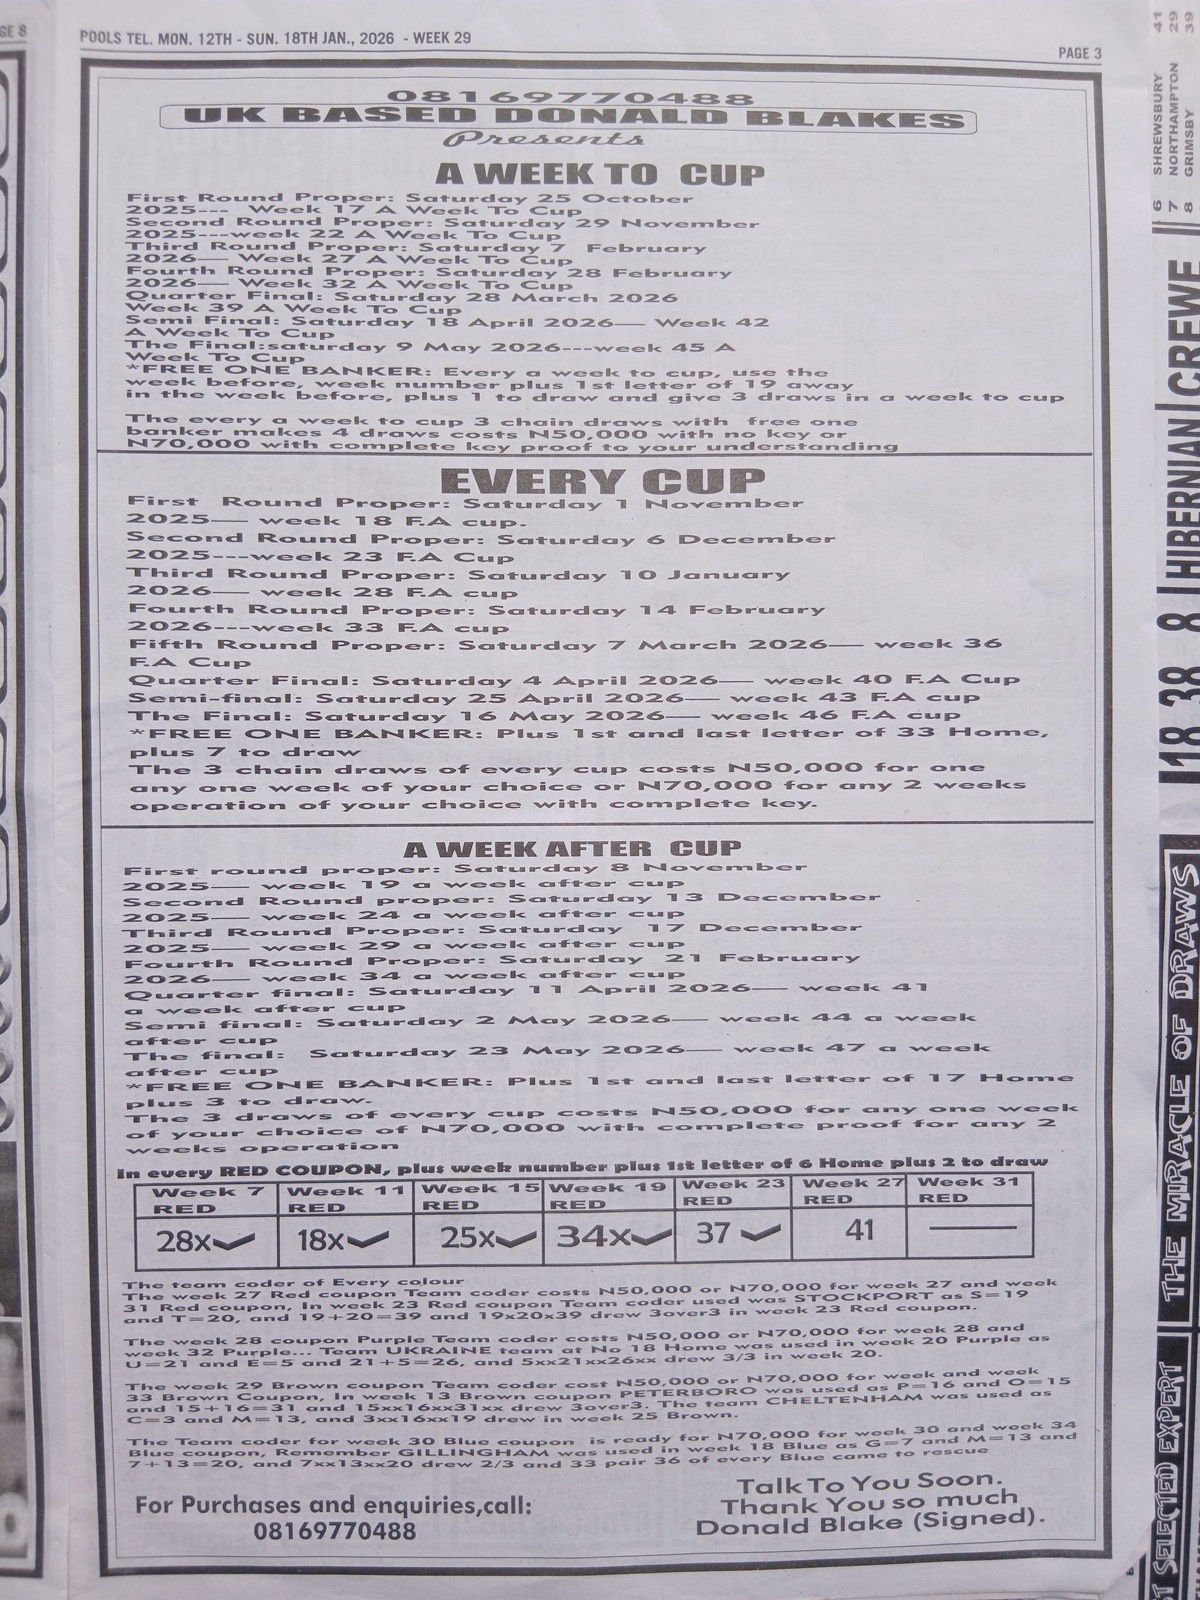 GE 8
POOLS TEL. MON. 12TH - SUN. 18TH JAN., 2026 - WEEK 29
PAGE 3
08169770488
UK BASED DONALD BLAKES
Presents
A WEEK TO CUP
First Round Proper: Saturday 25 October
2025--- Week 17 A Week To Cup
Second Round Proper: Saturday 29 November
2025---week 22 A Week To Cup
Third Round Proper: Saturday 7 February
2026— Week 27 A Week To Cup
Fourth Round Proper: Saturday 28 February
2026— Week 32 A Week To Cup
Quarter Final: Saturday 28 March 2026
Week 39 A Week To Cup
Semi Final: Saturday 18 April 2026— Week 42
A Week To Cup
The Final:saturday 9 May 2026---week 45 A
Week To Cup
*FREE ONE BANKER: Every a week to cup, use the
week before, week number plus 1st letter of 19 away
in the week before, plus 1 to draw and give 3 draws in a week to cup
The every a week to cup 3 chain draws with free one
banker makes 4 draws costs N50,000 with no key or
N70,000 with complete key proof to your understanding
EVERY CUP
First Round Proper: Saturday 1 November
2025— week 18 F.A cup.
Second Round Proper: Saturday 6 December
2025---week 23 F.A Cup
Third Round Proper: Saturday 10 January
2026— week 28 F.A cup
Fourth Round Proper: Saturday 14 February
2026---week 33 F.A cup
Fifth Round Proper: Saturday 7 March 2026— week 36
F.A Cup
Quarter Final: Saturday 4 April 2026— week 40 F.A Cup
Semi-final: Saturday 25 April 2026— week 43 F.A cup
The Final: Saturday 16 May 2026— week 46 F.A cup
*FREE ONE BANKER: Plus 1st and last letter of 33 Home,
plus 7 to draw
The 3 chain draws of every cup costs N50,000 for one
any one week of your choice or N70,000 for any 2 weeks
operation of your choice with complete key.
A WEEK AFTER CUP
First round proper: Saturday 8 November
2025— week 19 a week after cup
Second Round proper: Saturday 13 December
2025— week 24 a week after cup
Third Round Proper: Saturday 17 December
2025— week 29 a week after cup
Fourth Round Proper: Saturday 21 February
2026— week 34 a week after cup
Quarter final: Saturday 11 April 2026— week 41
a week after cup
Semi final: Saturday 2 May 2026— week 44 a week
after cup
The final: Saturday 23 May 2026— week 47 a week
after cup
*FREE ONE BANKER: Plus 1st and last letter of 17 Home
plus 3 to draw.
The 3 draws of every cup costs N50,000 for any one week
of your choice of N70,000 with complete proof for any 2
weeks operation
In every RED COUPON, plus week number plus 1st letter of 6 Home plus 2 to draw
Week 7 RED Week 11 RED Week 15 RED Week 19 RED Week 23 RED Week 27 RED Week 31 RED
28x 18x 25x 34x 37 41
The team coder of Every colour
The week 27 Red coupon Team coder costs N50,000 or N70,000 for week 27 and week
31 Red coupon, In week 23 Red coupon Team coder used was STOCKPORT as S=19
and T=20, and 19+20=39 and 19x20x39 drew 3over3 in week 23 Red coupon.
The week 28 coupon Purple Team coder costs N50,000 or N70,000 for week 28 and
week 32 Purple... Team UKRAINE team at No 18 Home was used in week 20 Purple as
U=21 and E=5 and 21+5=26, and 5xx21xx26xx drew 3/3 in week 20.
The week 29 Brown coupon Team coder cost N50,000 or N70,000 for week and week
33 Brown Coupon, In week 13 Brown coupon PETERBORO was used as P=16 and O=15
and 15+16=31 and 15xx16xx31xx drew 3over3. The team CHELTENHAM was used as
C=3 and M=13, and 3xx16xx19 drew in week 25 Brown.
The Team coder for week 30 Blue coupon is ready for N70,000 for week 30 and week 34
Blue coupon, Remember GILLINGHAM was used in week 18 Blue as G=7 and M=13 and
7+13=20, and 7xx13xx20 drew 2/3 and 33 pair 36 of every Blue came to rescue
For Purchases and enquiries,call:
08169770488
Talk To You Soon.
Thank You so much
Donald Blake (Signed).
6 SHREWSBURY 41
7 NORTHAMPTON 29
8 GRIMSBY 39
18 38 8 HIBERNIAN CREWE
THE MIRACLE OF DRAWS
ST SELECTED EXPERT